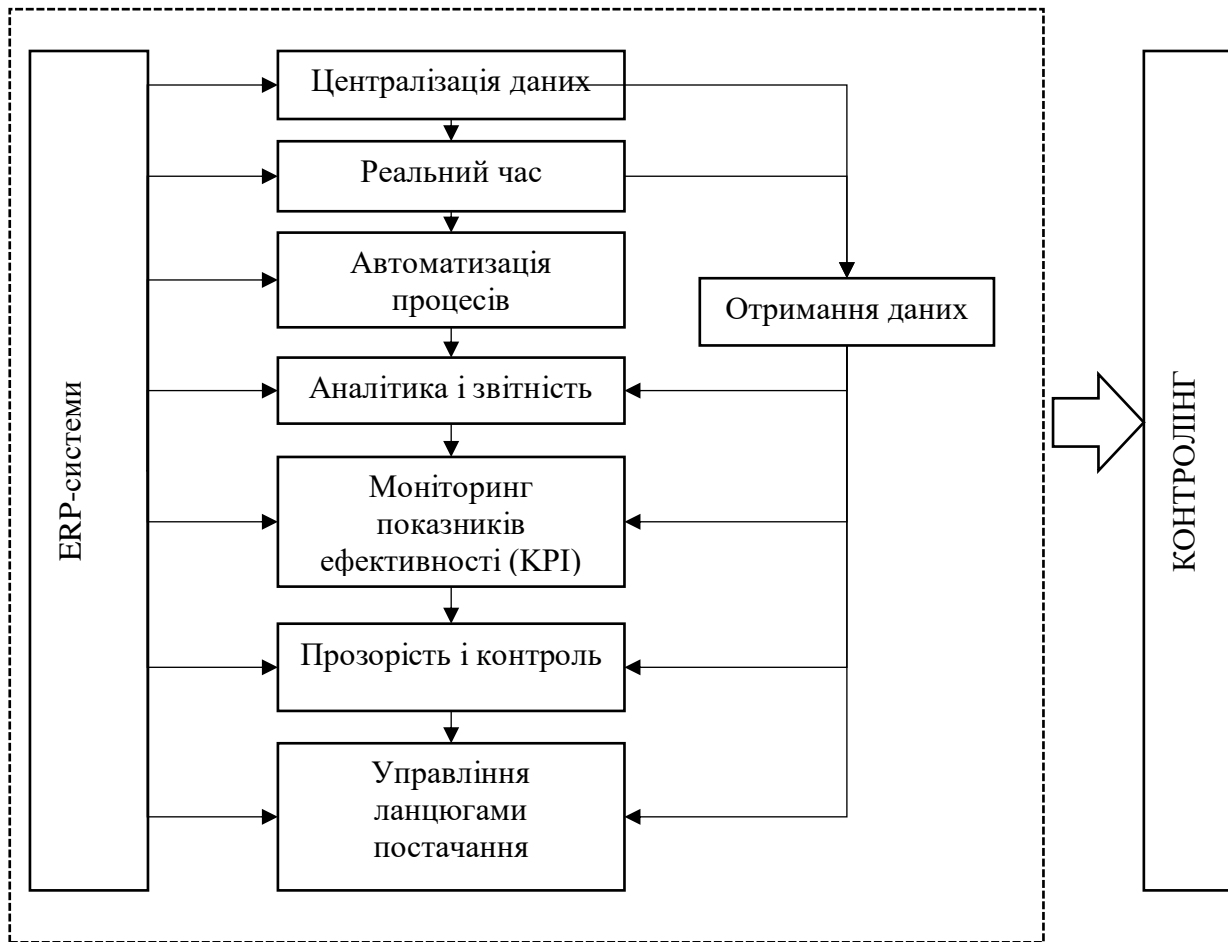 ERP-системи
Централізація даних
Реальний час
Автоматизація
процесів
Аналітика і звітність
Моніторинг
показників
ефективності (KPI)
Прозорість і контроль
Управління
ланцюгами
постачання
Отримання даних
КОНТРОЛІНГ